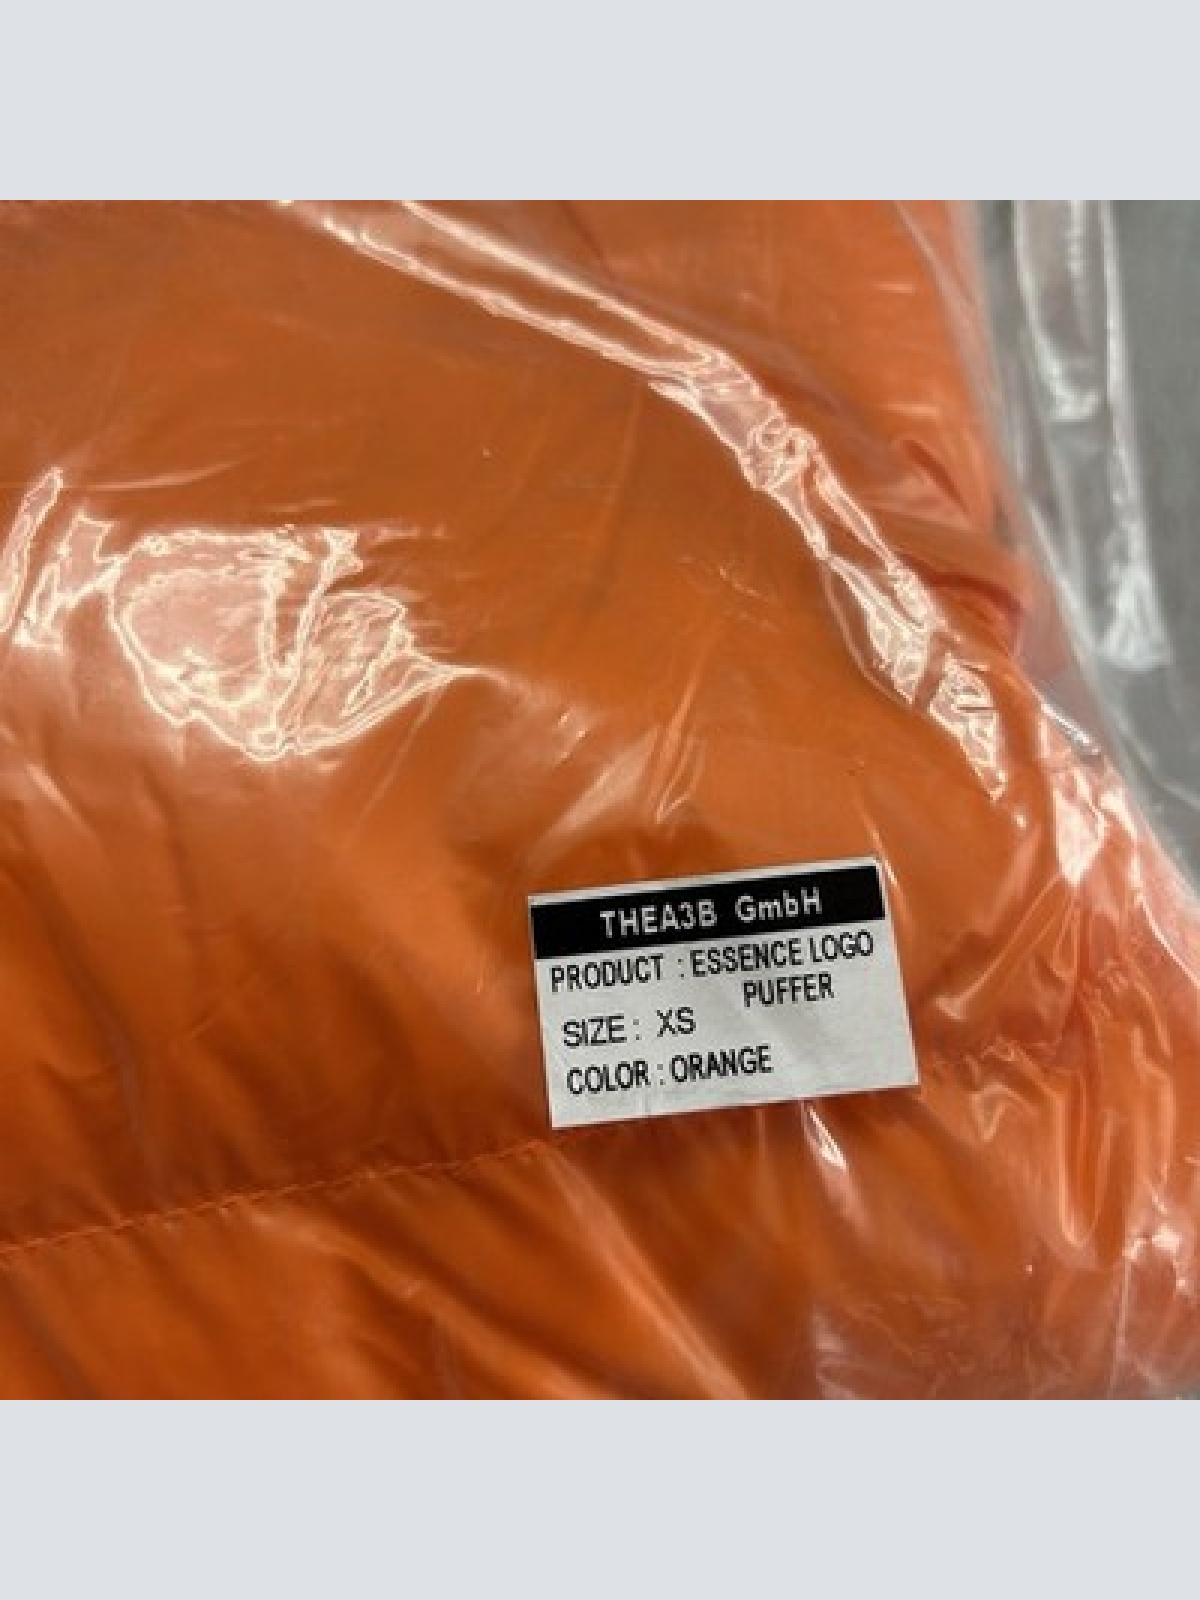 THEA3B GmbH
PRODUCT : ESSENCE LOGO
PUFFER
SIZE : XS
COLOR : ORANGE